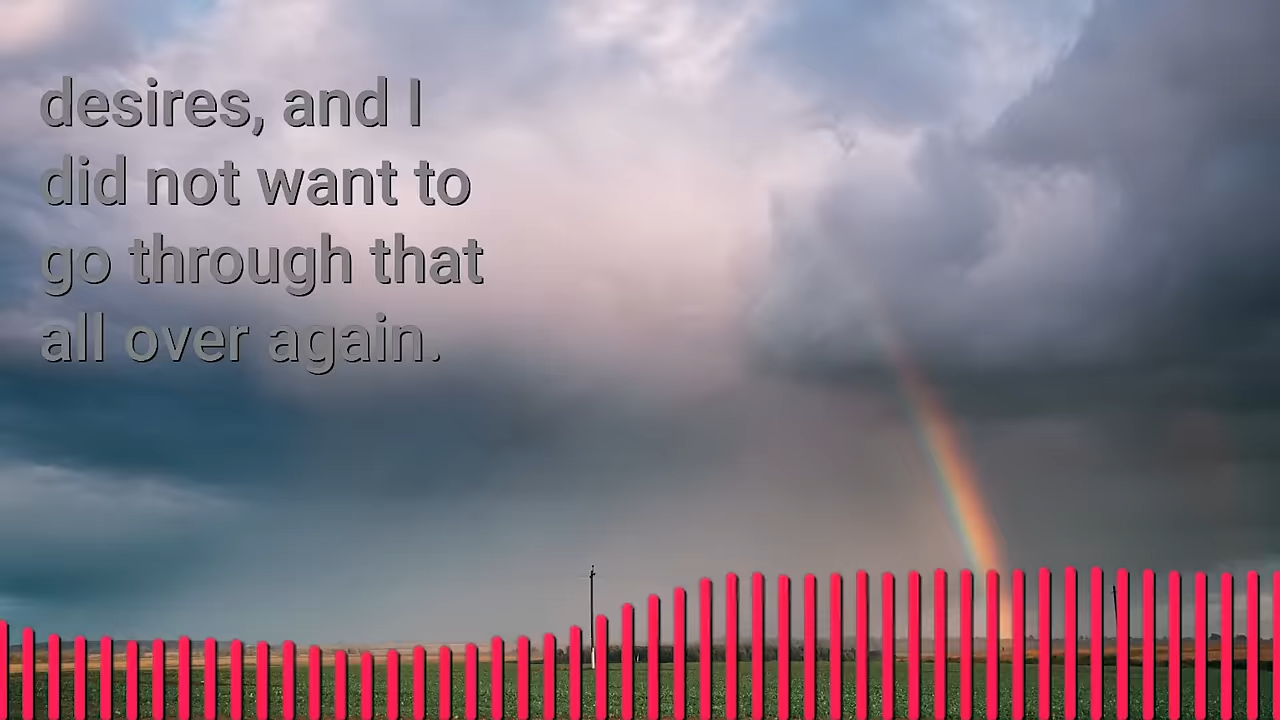 desires, and I
did not want to
go through that
all over again.